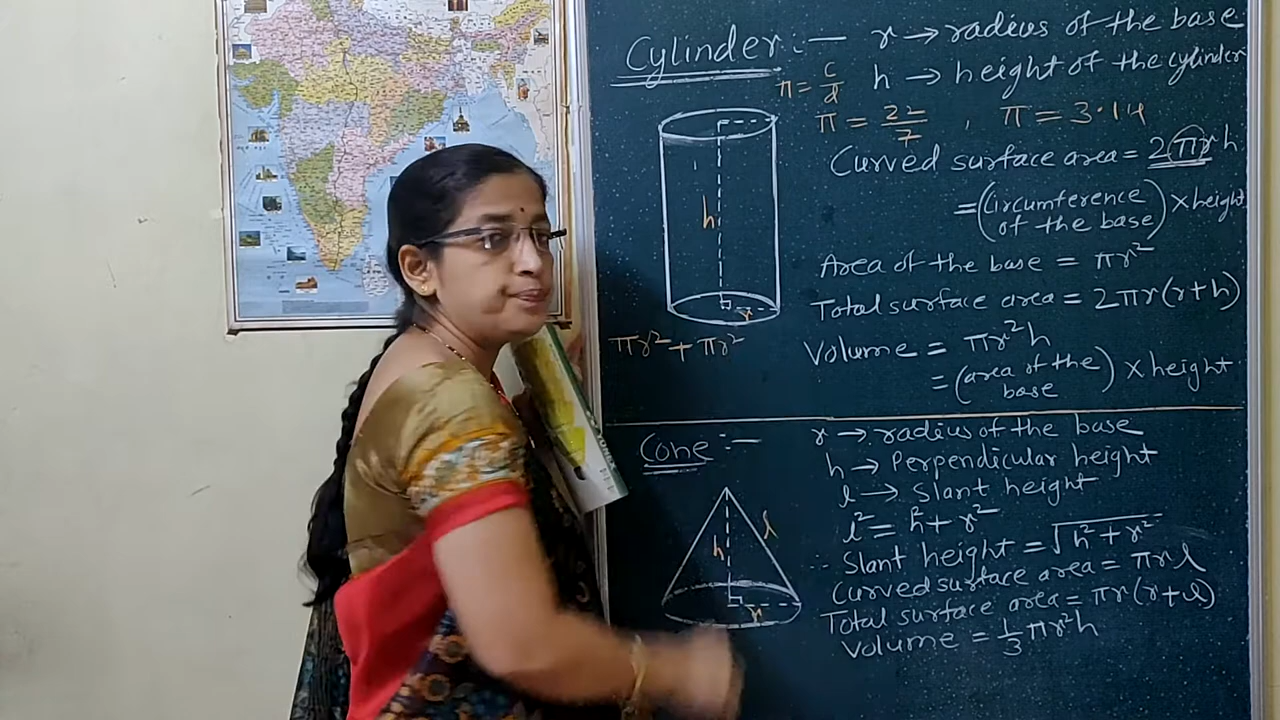 Cylinder :— r → radius of the base
π = c/d h → height of the cylinder
π = 22/7 , π = 3.14
Curved surface area = 2πrh
= (circumference of the base) × height
Area of the base = πr²
Total surface area = 2πr(r+h)
h
r
πr² + πr²
Volume = πr²h
= (area of the base) × height
Cone :— r → radius of the base
h → Perpendicular height
l → Slant height
l² = h² + r²
∴ Slant height = √h² + r²
Curved surface area = πrl
Total surface area = πr(r+l)
Volume = 1/3 πr²h
h
l
r
YONEX